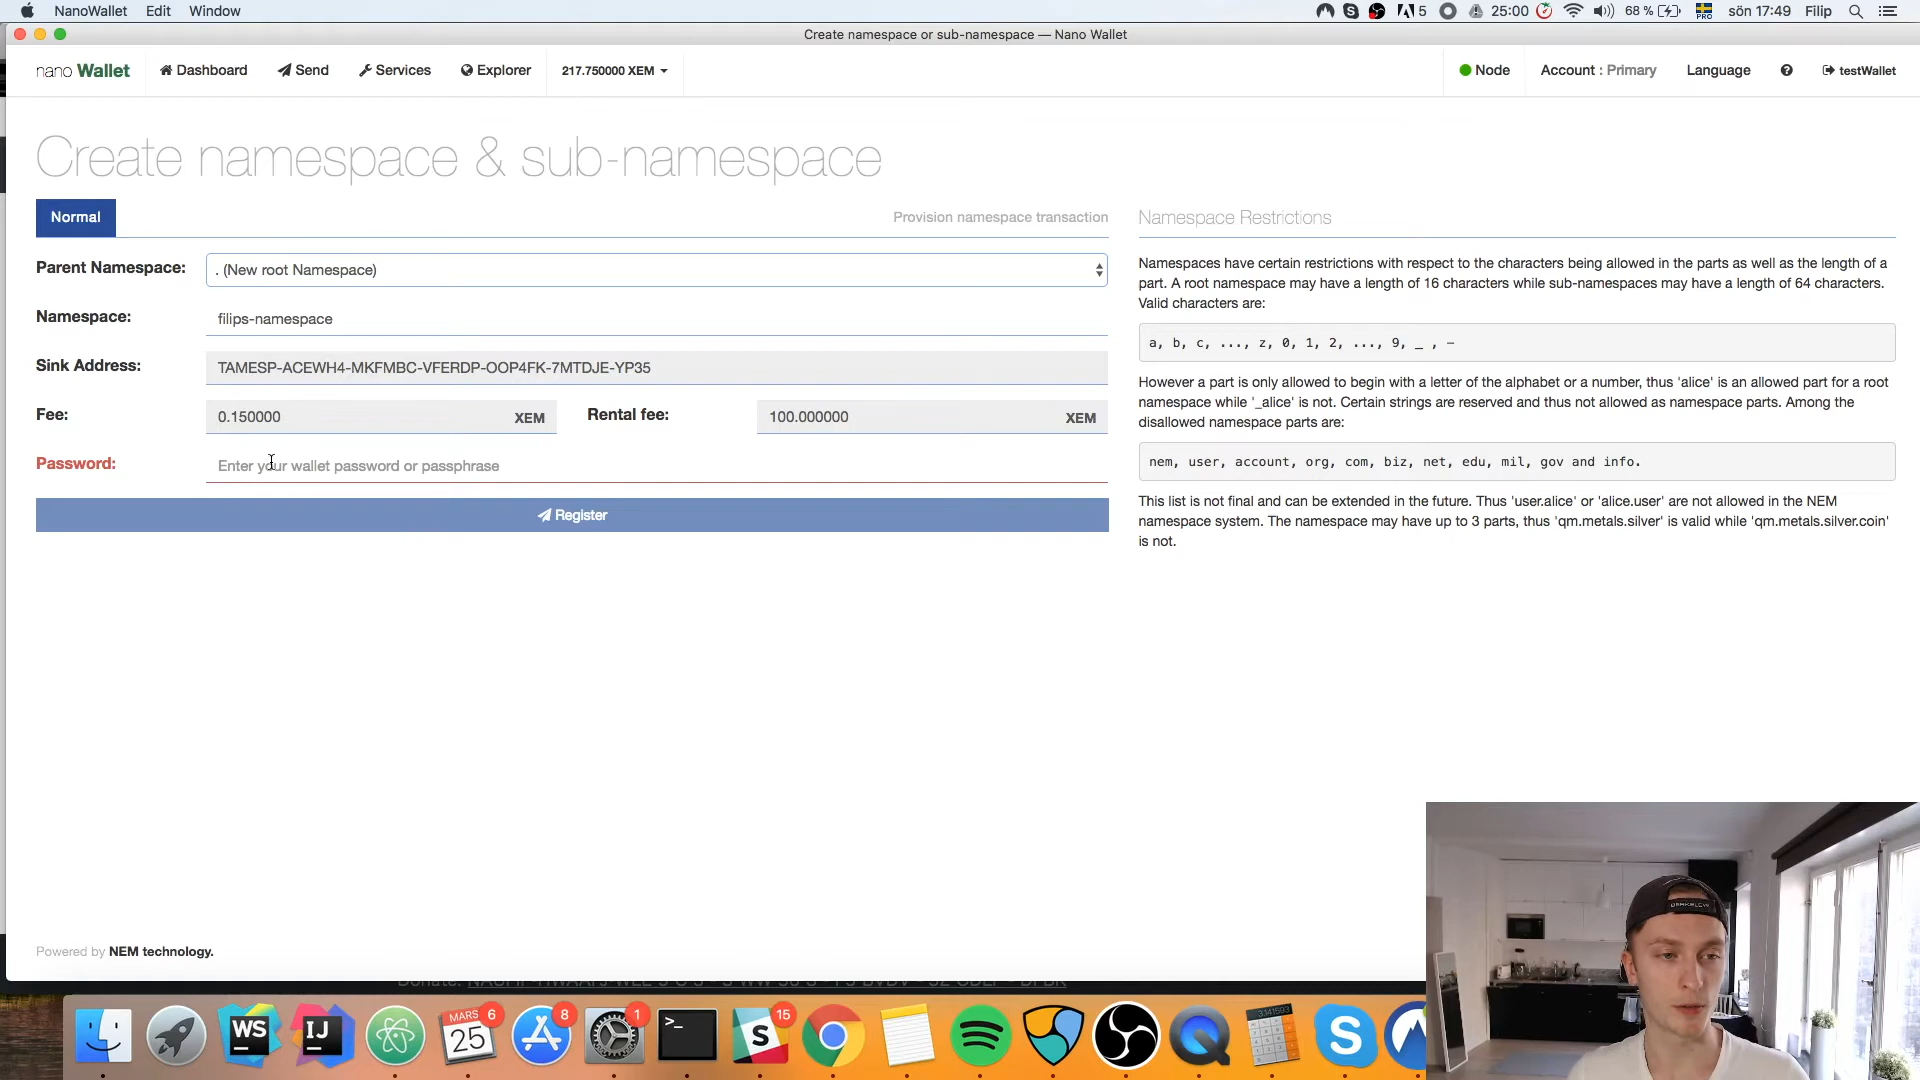 NanoWallet Edit Window 5 25:00 68 % PRO sön 17:49 Filip
Create namespace or sub-namespace — Nano Wallet
nano Wallet Dashboard Send Services Explorer 217.750000 XEM Node Account : Primary Language testWallet
Create namespace & sub-namespace
Normal
Provision namespace transaction
Parent Namespace: . (New root Namespace)
Namespace: filips-namespace
Sink Address: TAMESP-ACEWH4-MKFMBC-VFERDP-OOP4FK-7MTDJE-YP35
Fee: 0.150000 XEM Rental fee: 100.000000 XEM
Password: Enter your wallet password or passphrase
Register
Namespace Restrictions
Namespaces have certain restrictions with respect to the characters being allowed in the parts as well as the length of a
part. A root namespace may have a length of 16 characters while sub-namespaces may have a length of 64 characters.
Valid characters are:
a, b, c, ..., z, 0, 1, 2, ..., 9, _ , −
However a part is only allowed to begin with a letter of the alphabet or a number, thus 'alice' is an allowed part for a root
namespace while '_alice' is not. Certain strings are reserved and thus not allowed as namespace parts. Among the
disallowed namespace parts are:
nem, user, account, org, com, biz, net, edu, mil, gov and info.
This list is not final and can be extended in the future. Thus 'user.alice' or 'alice.user' are not allowed in the NEM
namespace system. The namespace may have up to 3 parts, thus 'qm.metals.silver' is valid while 'qm.metals.silver.coin'
is not.
Powered by NEM technology.
WS IJ MARS 25 6 8 1 >_ S 15 3.141593 S